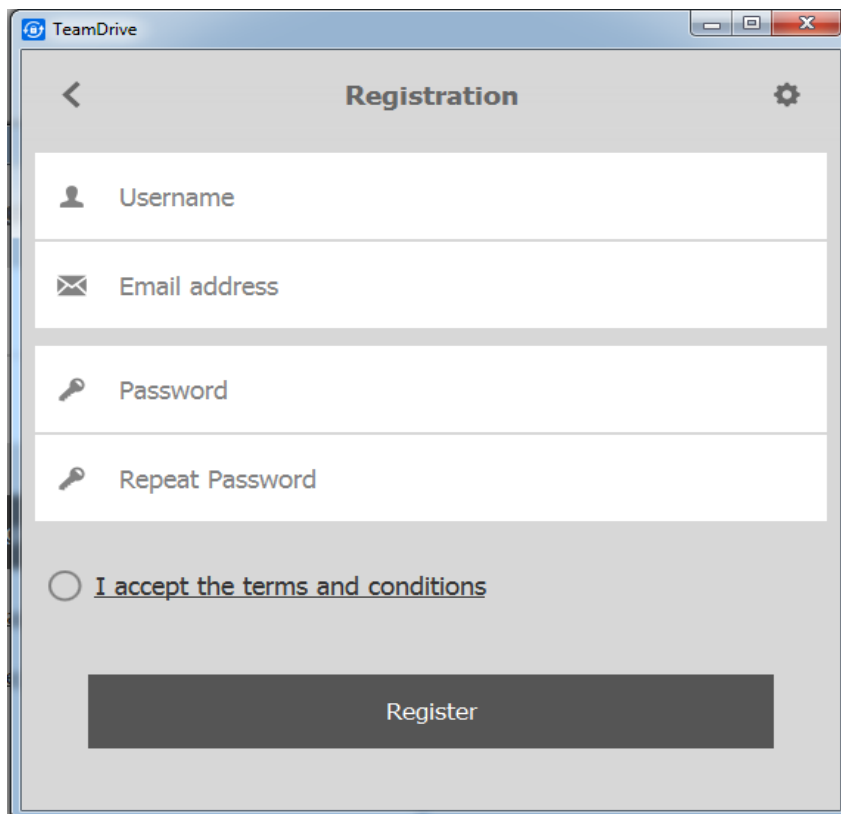 TeamDrive
Registration
Username
Email address
Password
Repeat Password
I accept the terms and conditions
Register